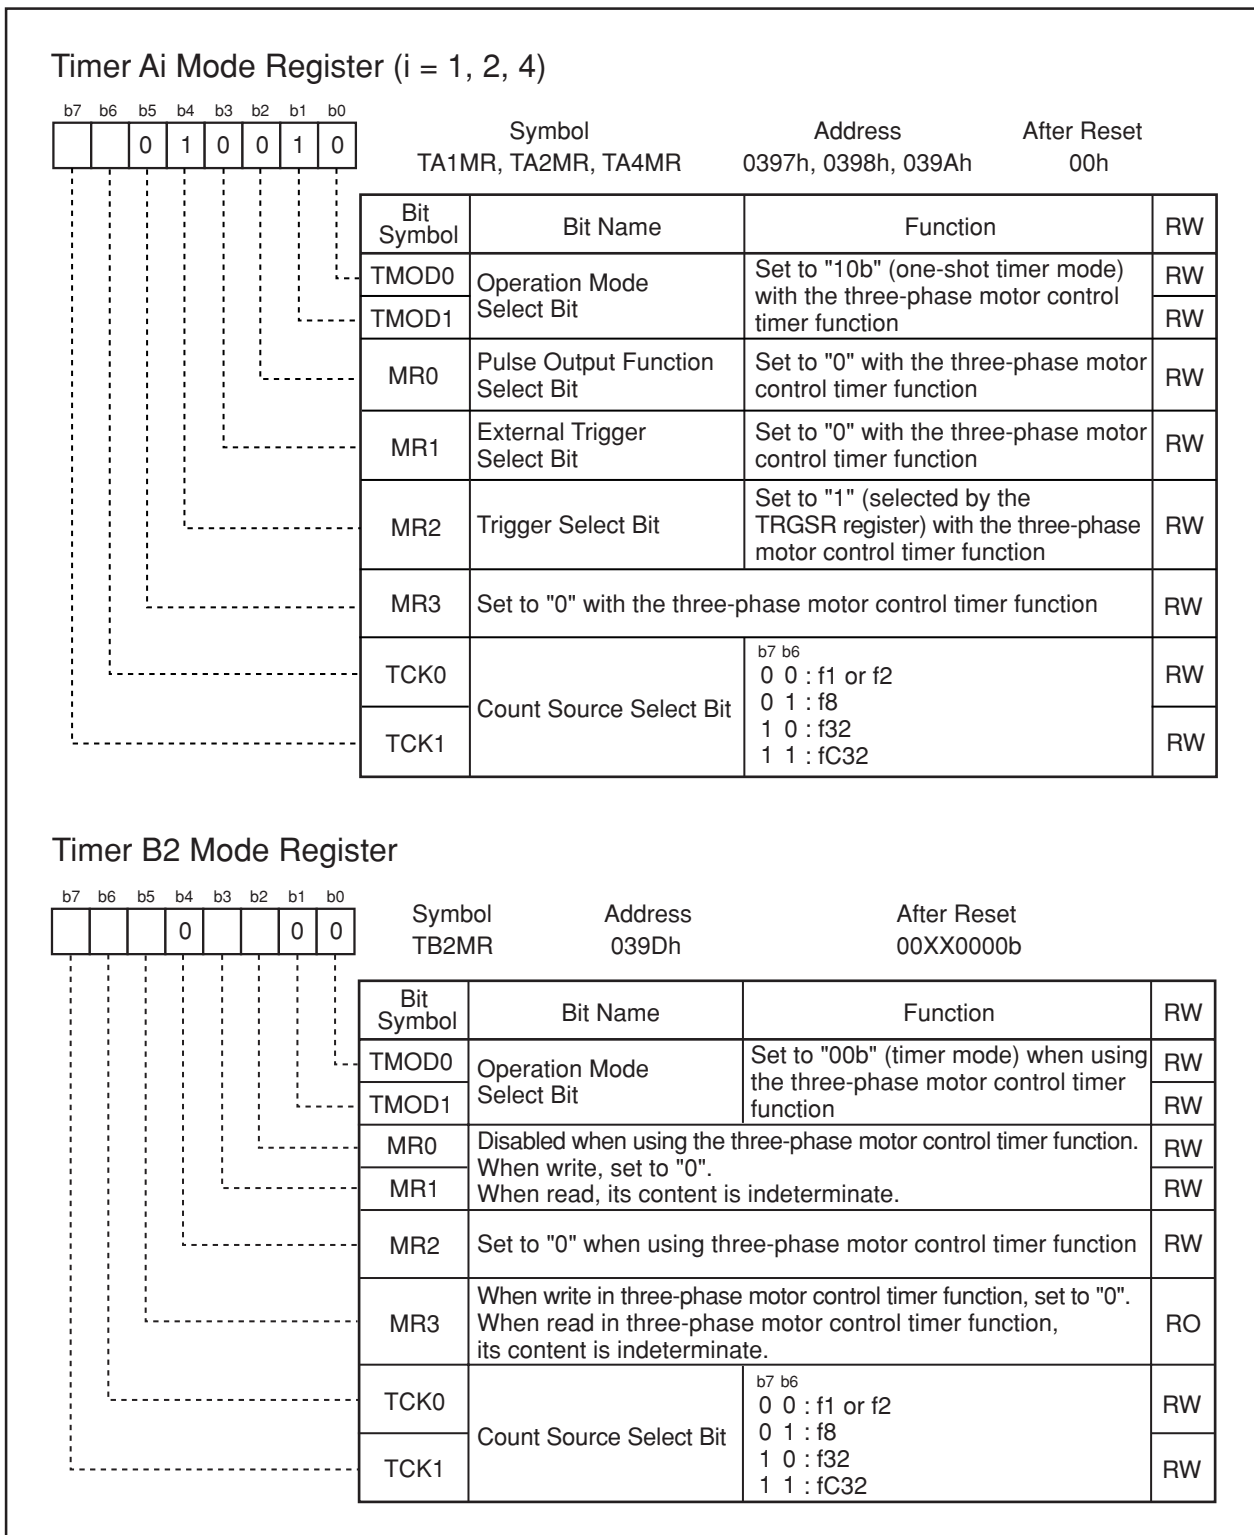 Timer Ai Mode Register (i = 1, 2, 4)
b7 b6 b5 b4 b3 b2 b1 b0
0 1 0 0 1 0
Symbol Address After Reset
TA1MR, TA2MR, TA4MR 0397h, 0398h, 039Ah 00h
Bit Symbol Bit Name Function RW
TMOD0 Operation Mode Select Bit Set to "10b" (one-shot timer mode) RW
with the three-phase motor control
TMOD1 timer function RW
MR0 Pulse Output Function Select Bit Set to "0" with the three-phase motor RW
control timer function
MR1 External Trigger Select Bit Set to "0" with the three-phase motor RW
control timer function
MR2 Trigger Select Bit Set to "1" (selected by the RW
TRGSR register) with the three-phase
motor control timer function
MR3 Set to "0" with the three-phase motor control timer function RW
TCK0 Count Source Select Bit b7 b6 RW
0 0 : f1 or f2
0 1 : f8
TCK1 1 0 : f32 RW
1 1 : fC32
Timer B2 Mode Register
b7 b6 b5 b4 b3 b2 b1 b0
0 0 0
Symbol Address After Reset
TB2MR 039Dh 00XX0000b
Bit Symbol Bit Name Function RW
TMOD0 Operation Mode Select Bit Set to "00b" (timer mode) when using RW
the three-phase motor control timer
TMOD1 function RW
MR0 Disabled when using the three-phase motor control timer function. RW
When write, set to "0".
MR1 When read, its content is indeterminate. RW
MR2 Set to "0" when using three-phase motor control timer function RW
When write in three-phase motor control timer function, set to "0".
MR3 When read in three-phase motor control timer function, RO
its content is indeterminate.
TCK0 Count Source Select Bit b7 b6 RW
0 0 : f1 or f2
0 1 : f8
TCK1 1 0 : f32 RW
1 1 : fC32